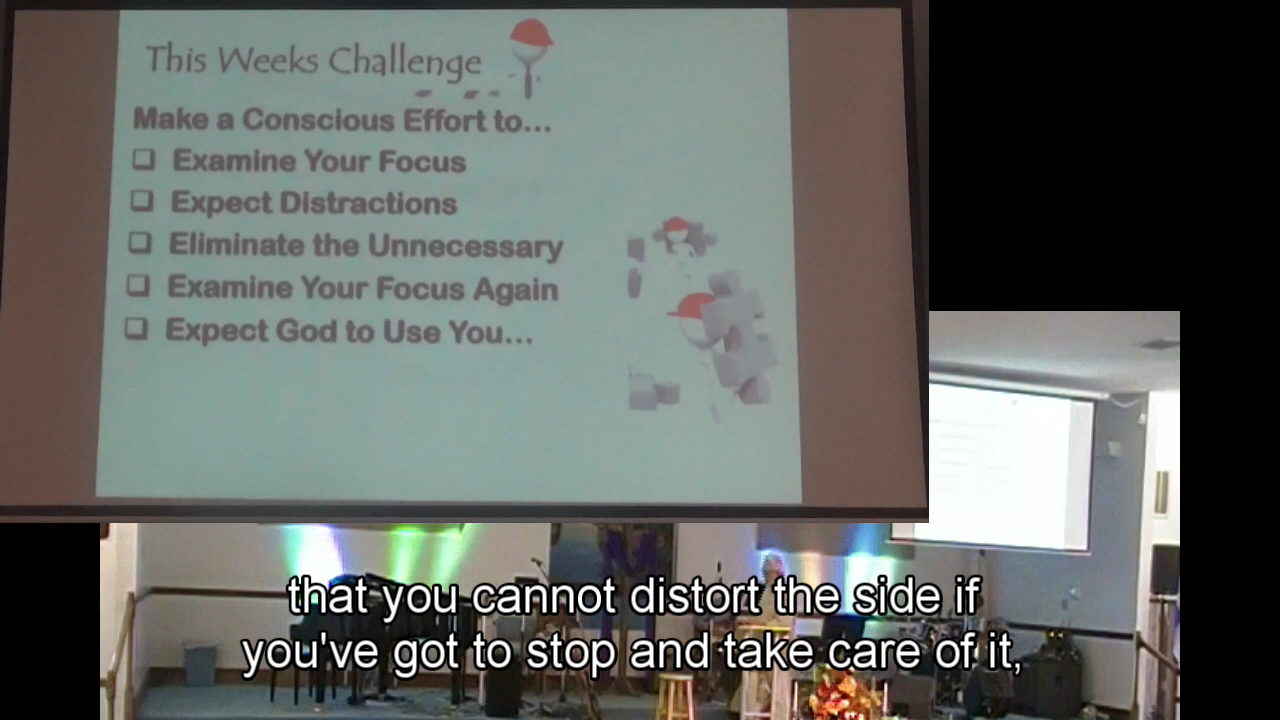 This Weeks Challenge
Make a Conscious Effort to...
❑ Examine Your Focus
❑ Expect Distractions
❑ Eliminate the Unnecessary
❑ Examine Your Focus Again
❑ Expect God to Use You...
that you cannot distort the side if
you've got to stop and take care of it,